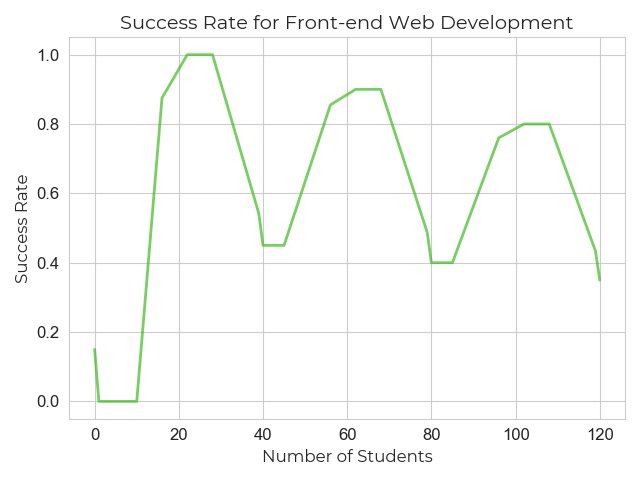 Success Rate for Front-end Web Development
Success Rate
1.0
0.8
0.6
0.4
0.2
0.0
0 20 40 60 80 100 120
Number of Students